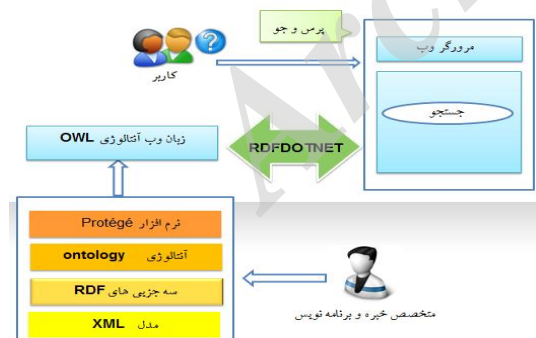 پرس و جو
مرورگر وب
کاربر
جستجو
زبان وب آنتالوژی OWL
RDFDOTNET
نرم افزار Protégé
آنتالوژی ontology
سه جزیی های RDF
مدل XML
متخصص خبره و برنامه نویس